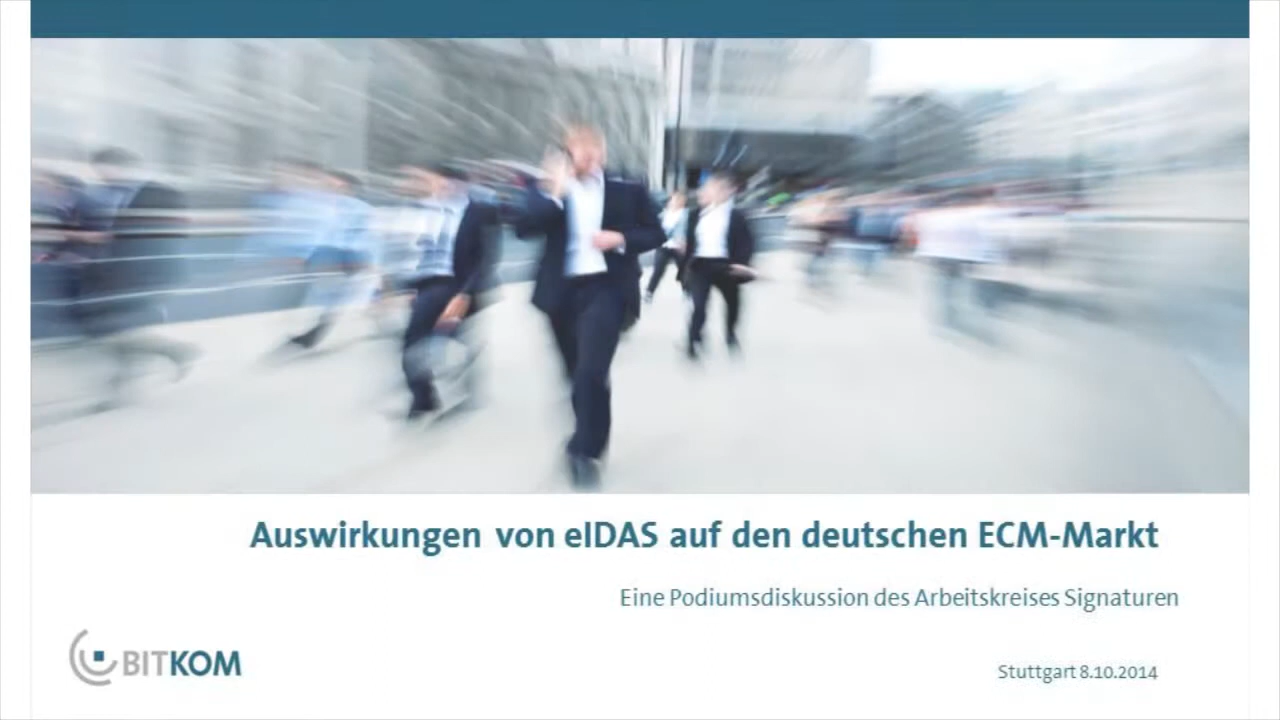 Auswirkungen von eIDAS auf den deutschen ECM-Markt
Eine Podiumsdiskussion des Arbeitskreises Signaturen
BITKOM
Stuttgart 8.10.2014